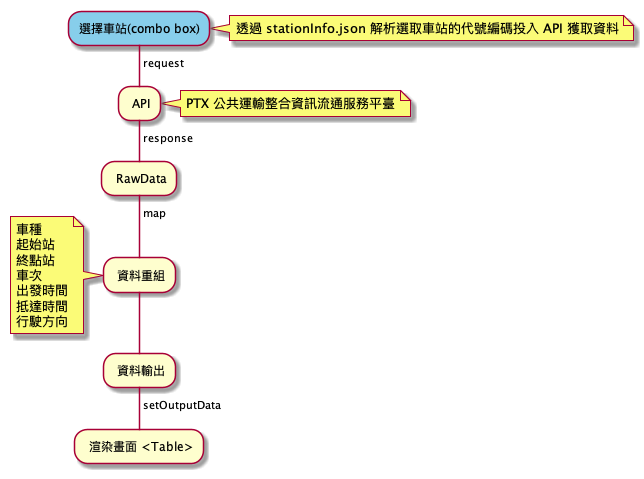 選擇車站(combo box)
透過 stationInfo.json 解析選取車站的代號編碼投入 API 獲取資料
request
API
PTX 公共運輸整合資訊流通服務平臺
response
RawData
map
車種
起始站
終點站
車次
出發時間
抵達時間
行駛方向
資料重組
資料輸出
setOutputData
渲染畫面 <Table>